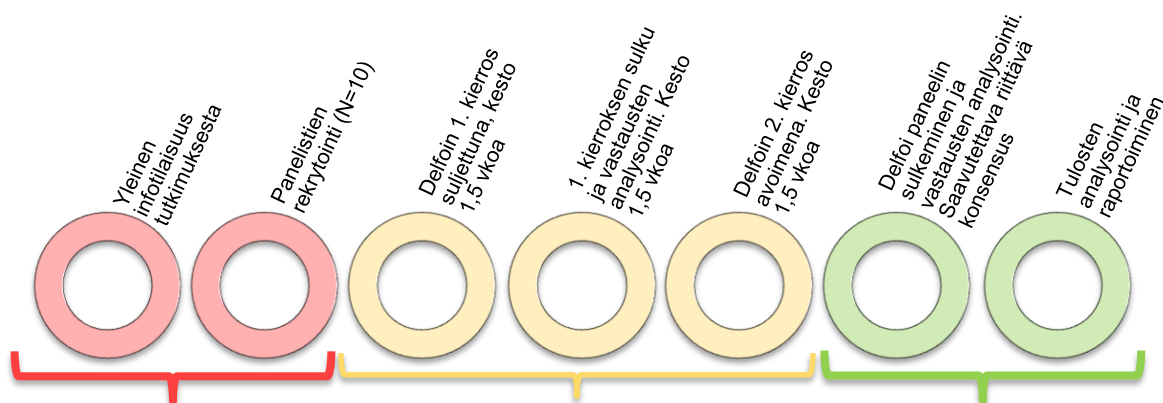 Yleinen
infotilaisuus
tutkimuksesta
Panelistien
rekrytointi (N=10)
Delfoin 1. kierros
suljettuna, kesto
1,5 vkoa
1. kierroksen sulku
ja vastausten
analysointi. Kesto
1,5 vkoa
Delfoin 2. kierros
avoimena. Kesto
1,5 vkoa
Delfoi paneelin
sulkeminen ja
vastausten analysointi.
Saavutettava riittävä
konsensus
Tulosten
analysointi ja
raportoiminen